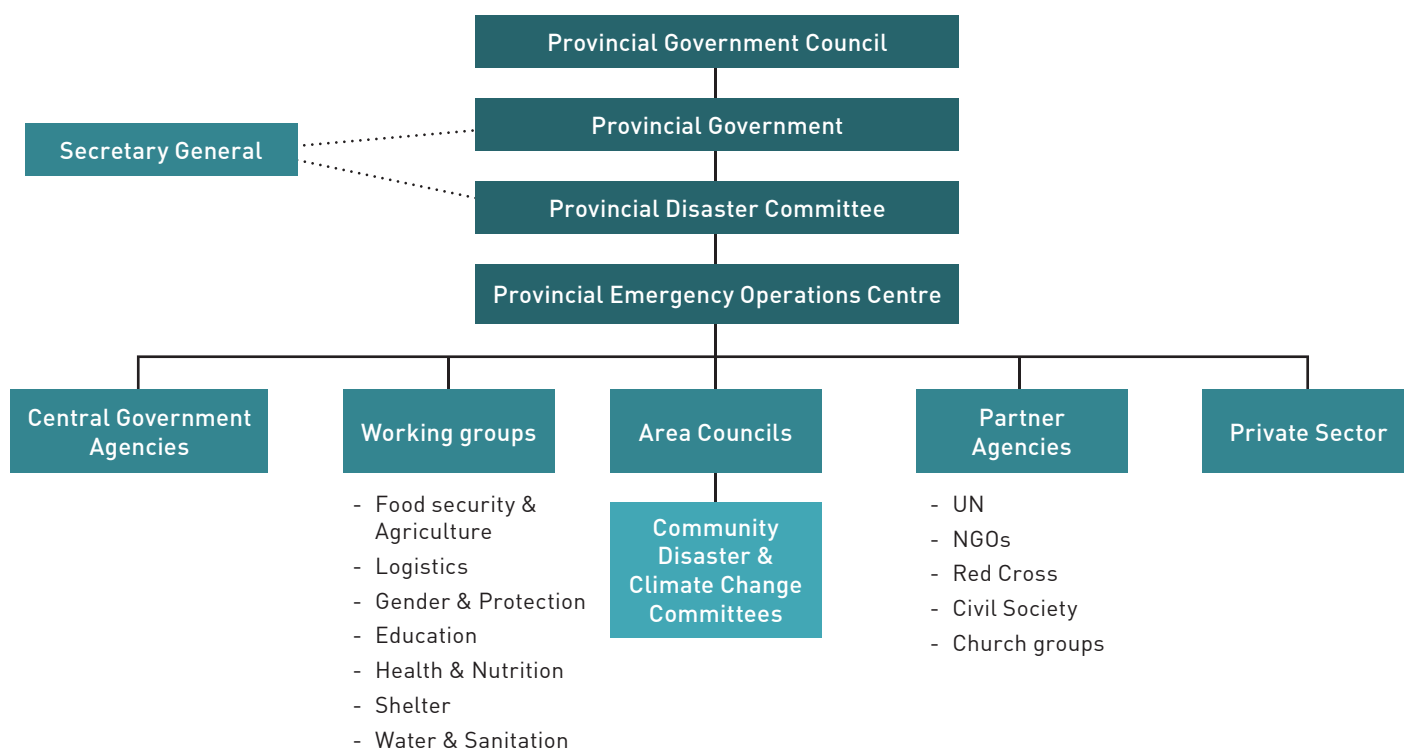 Provincial Government Council
Provincial Government
Secretary General
Provincial Disaster Committee
Provincial Emergency Operations Centre
Central Government
Agencies
Working groups
- Food security &
Agriculture
- Logistics
- Gender & Protection
- Education
- Health & Nutrition
- Shelter
- Water & Sanitation
Area Councils
Community
Disaster &
Climate Change
Committees
Partner
Agencies
- UN
- NGOs
- Red Cross
- Civil Society
- Church groups
Private Sector